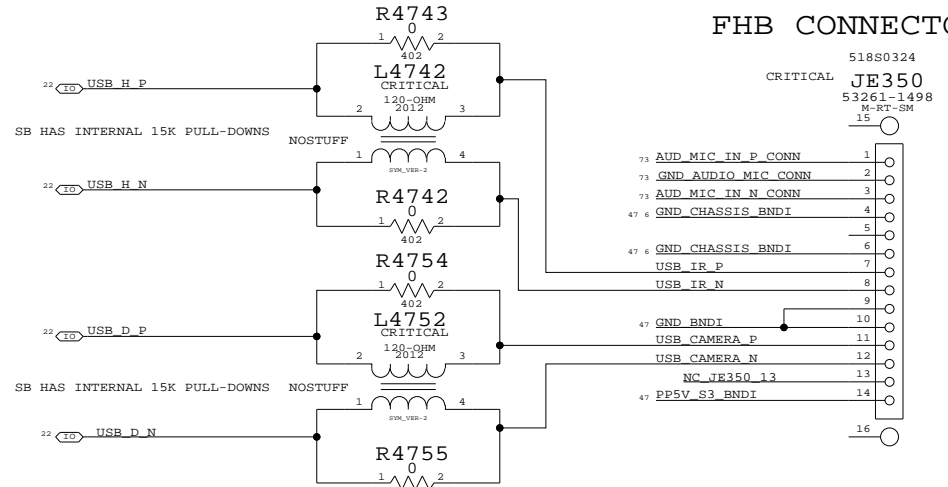 R4743
0
1 2
402
FHB CONNECTO
518S0324
CRITICAL JE350
53261-1498
M-RT-SM
15
L4742
CRITICAL
120-OHM
2012
2 3
22 IO USB_H_P
SB HAS INTERNAL 15K PULL-DOWNS
NOSTUFF
1 4
SYM_VER-2
22 IO USB_H_N
R4742
0
1 2
402
73 AUD_MIC_IN_P_CONN 1
73 GND_AUDIO_MIC_CONN 2
73 AUD_MIC_IN_N_CONN 3
47 6 GND_CHASSIS_BNDI 4
5
47 6 GND_CHASSIS_BNDI 6
USB_IR_P 7
USB_IR_N 8
9
47 GND_BNDI 10
USB_CAMERA_P 11
USB_CAMERA_N 12
NC_JE350_13 13
47 PP5V_S3_BNDI 14
16
R4754
0
1 2
402
L4752
CRITICAL
120-OHM
2012
2 3
22 IO USB_D_P
SB HAS INTERNAL 15K PULL-DOWNS NOSTUFF
1 4
SYM_VER-2
22 IO USB_D_N
R4755
0
1 2